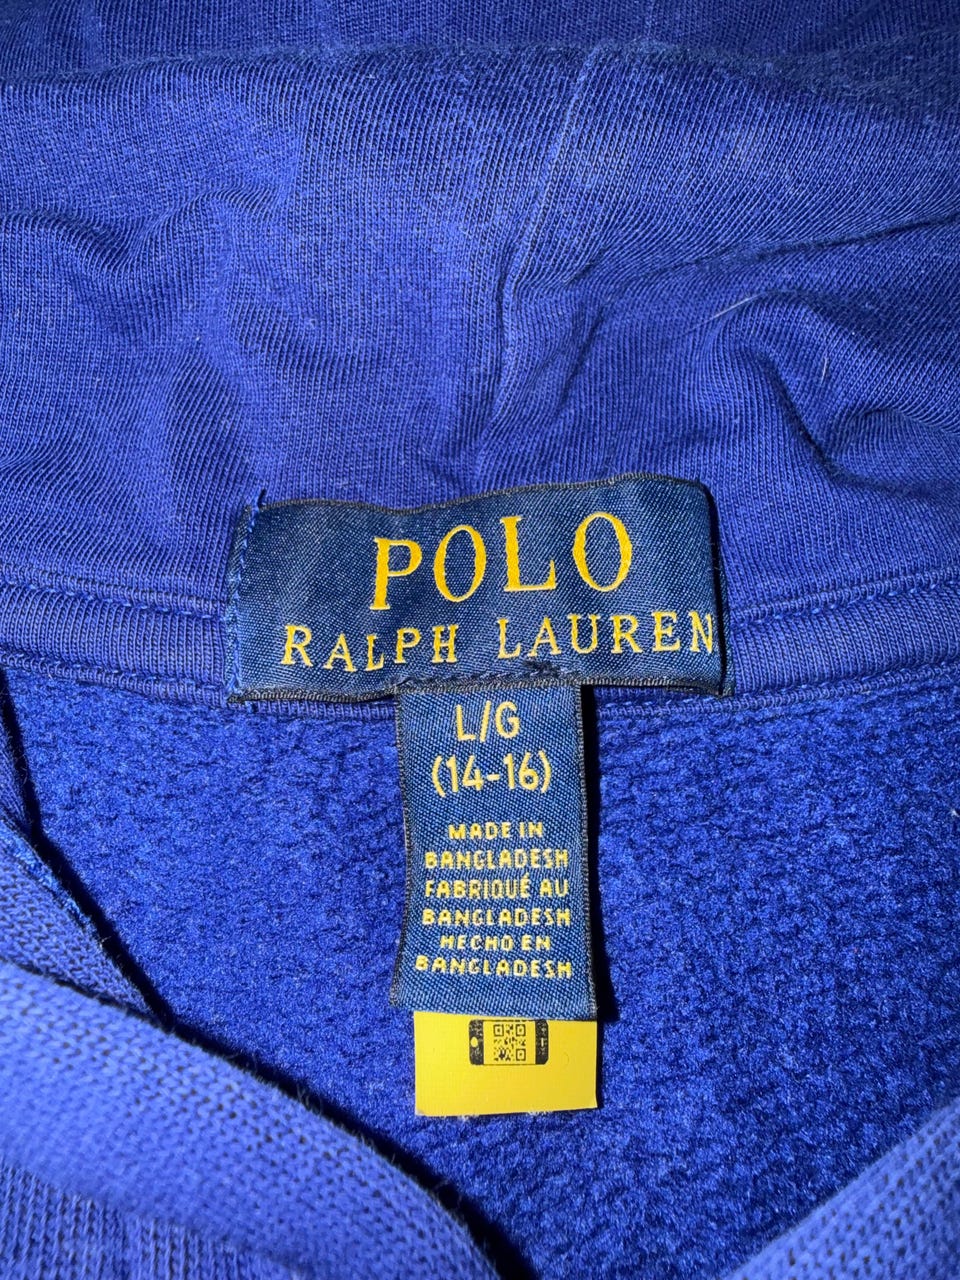 POLO
RALPH LAUREN
L/G
(14-16)
MADE IN
BANGLADESH
FABRIQUÉ AU
BANGLADESH
HECHO EN
BANGLADESH